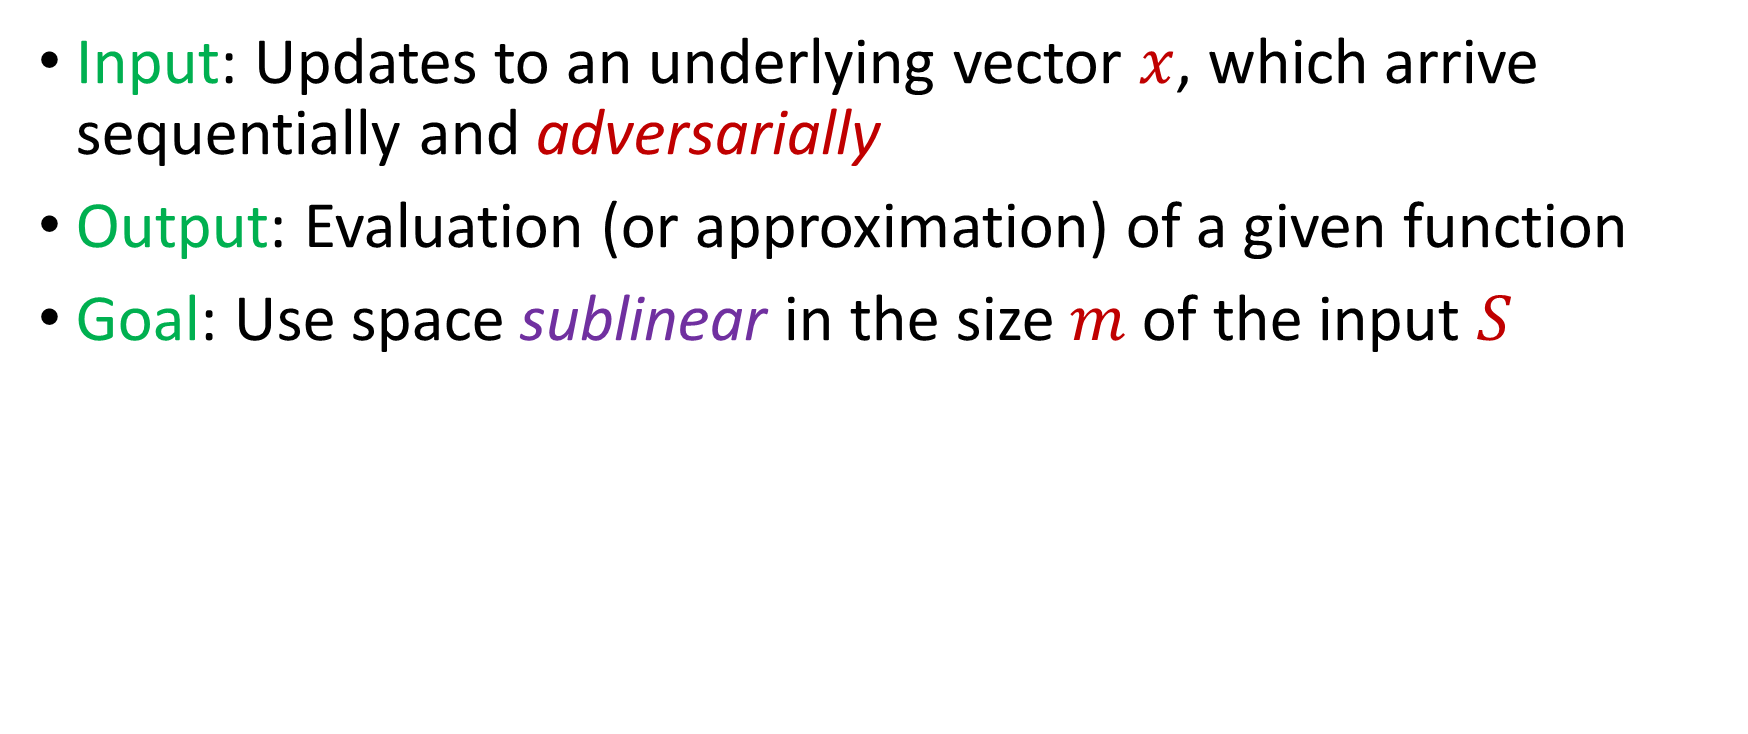 • Input: Updates to an underlying vector x, which arrive
sequentially and adversarially
• Output: Evaluation (or approximation) of a given function
• Goal: Use space sublinear in the size m of the input S